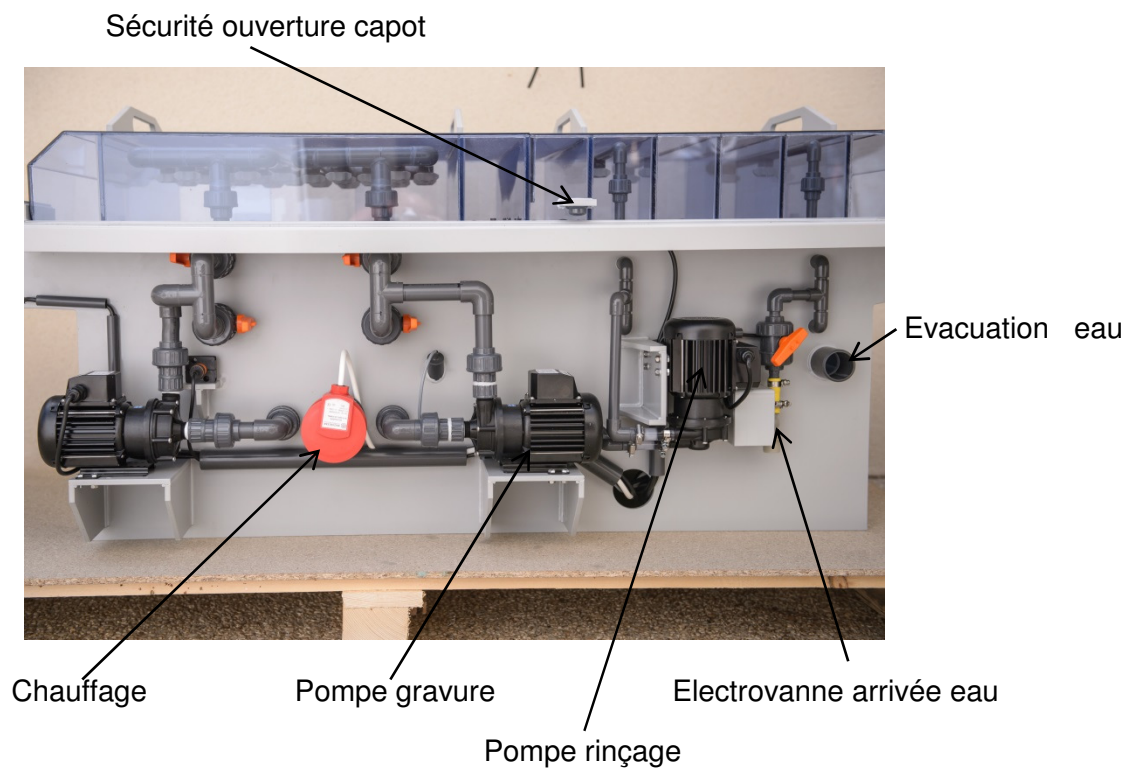 Sécurité ouverture capot
Evacuation eau
Chauffage
Pompe gravure
Electrovanne arrivée eau
Pompe rinçage